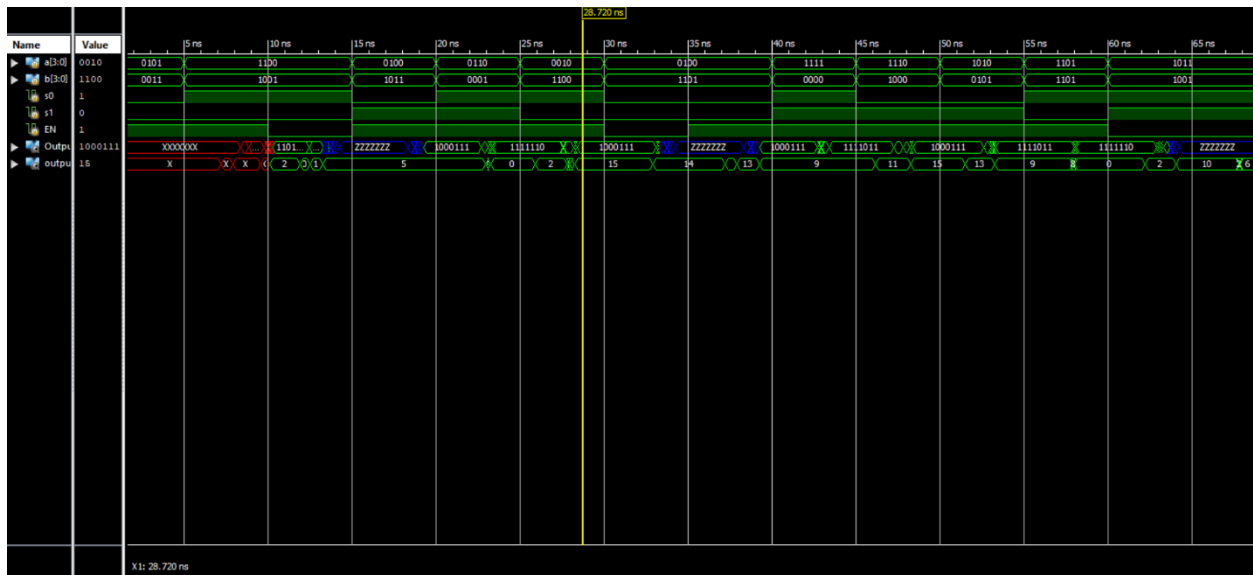 28.720 ns
Name Value 5 ns 10 ns 15 ns 20 ns 25 ns 30 ns 35 ns 40 ns 45 ns 50 ns 55 ns 60 ns 65 ns
a[3:0] 0010 0101 1100 0100 0110 0010 0100 1111 1110 1010 1101 1011
b[3:0] 1100 0011 1001 1011 0001 1100 1101 0000 1000 0101 1101 1001
s0 1
s1 0
EN 1
Outpu 1000111 XXXXXXX 1101... ZZZZZZZ 1000111 1111110 1000111 ZZZZZZZ 1000111 1111011 1000111 1111011 1111110 ZZZZZZZ
outpu 15 X X X 2 1 5 0 2 15 14 13 9 11 15 13 9 0 2 10 6
X1: 28.720 ns